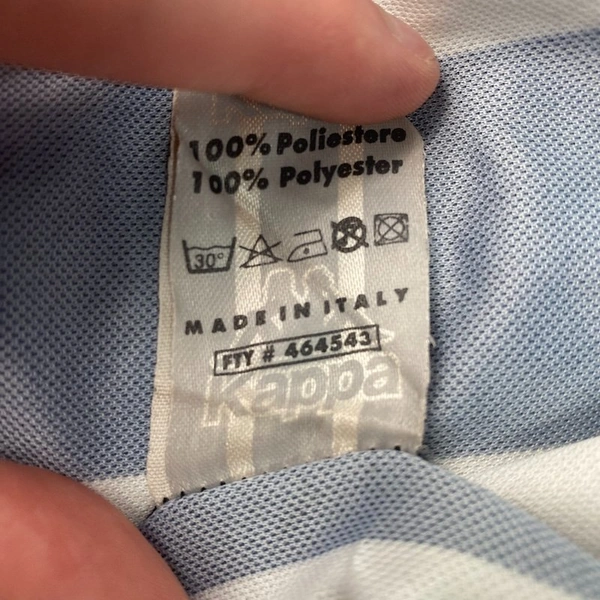 100% Poliestere
100% Polyester
30°
MADE IN ITALY
FTY # 464543
Kappa